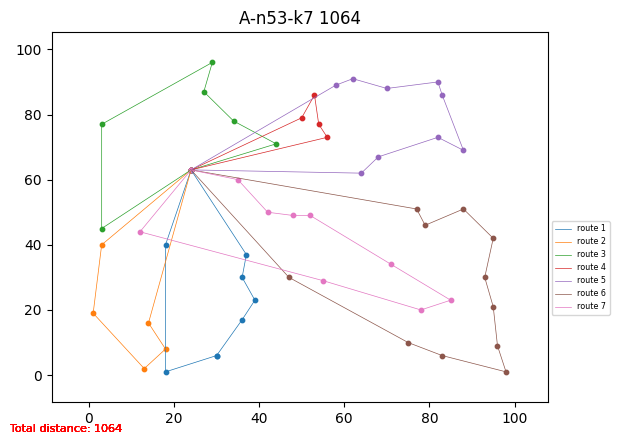 A-n53-k7 1064
100
80
60
40
20
0
0 20 40 60 80 100
route 1
route 2
route 3
route 4
route 5
route 6
route 7
Total distance: 1064